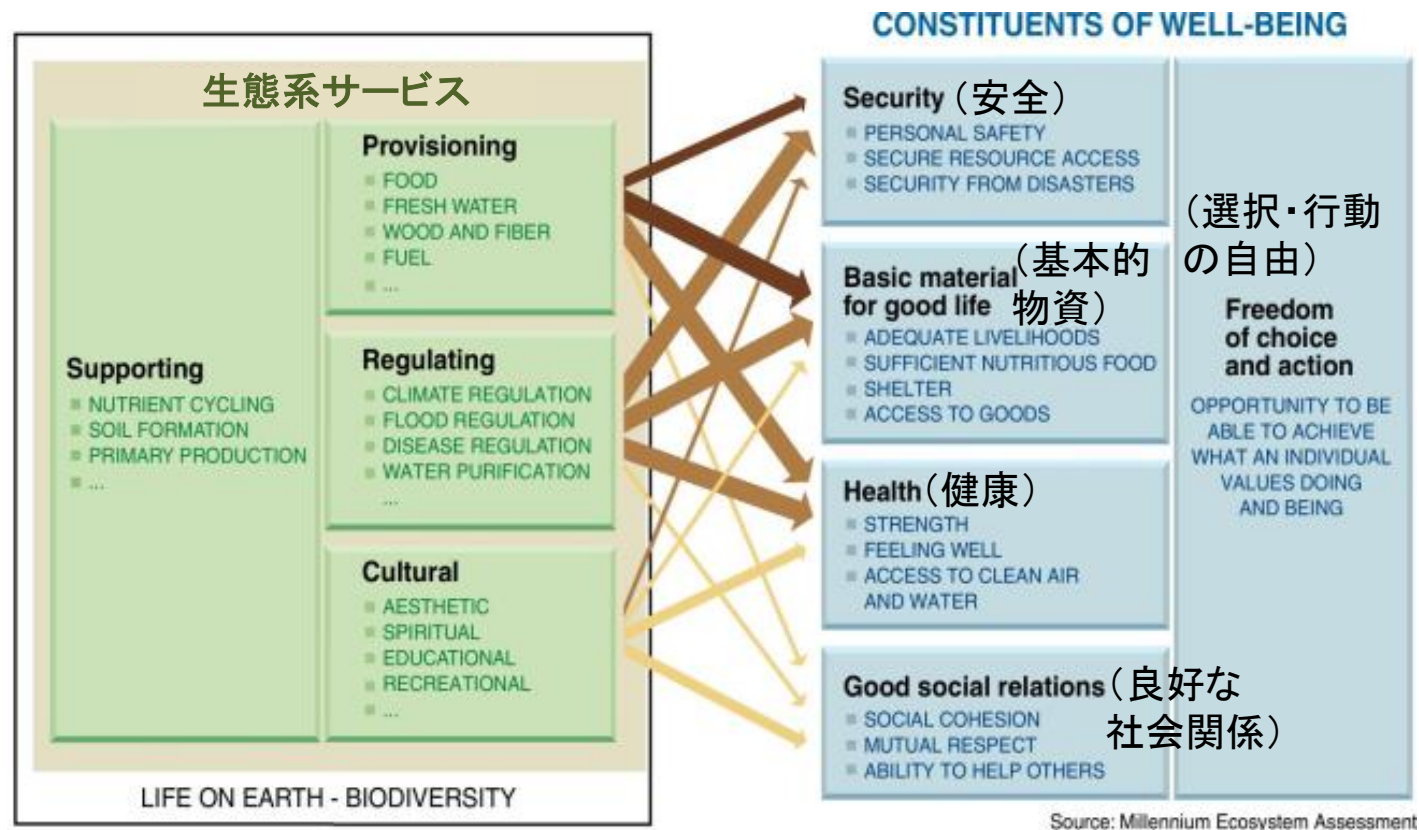 CONSTITUENTS OF WELL-BEING
生態系サービス
Supporting
NUTRIENT CYCLING
SOIL FORMATION
PRIMARY PRODUCTION
...
Provisioning
FOOD
FRESH WATER
WOOD AND FIBER
FUEL
...
Regulating
CLIMATE REGULATION
FLOOD REGULATION
DISEASE REGULATION
WATER PURIFICATION
...
Cultural
AESTHETIC
SPIRITUAL
EDUCATIONAL
RECREATIONAL
...
LIFE ON EARTH - BIODIVERSITY
Security（安全）
PERSONAL SAFETY
SECURE RESOURCE ACCESS
SECURITY FROM DISASTERS
Basic material（基本的
for good life 物資）
ADEQUATE LIVELIHOODS
SUFFICIENT NUTRITIOUS FOOD
SHELTER
ACCESS TO GOODS
Health（健康）
STRENGTH
FEELING WELL
ACCESS TO CLEAN AIR
AND WATER
Good social relations（良好な
社会関係）
SOCIAL COHESION
MUTUAL RESPECT
ABILITY TO HELP OTHERS
（選択・行動
の自由）
Freedom
of choice
and action
OPPORTUNITY TO BE
ABLE TO ACHIEVE
WHAT AN INDIVIDUAL
VALUES DOING
AND BEING
Source: Millennium Ecosystem Assessment